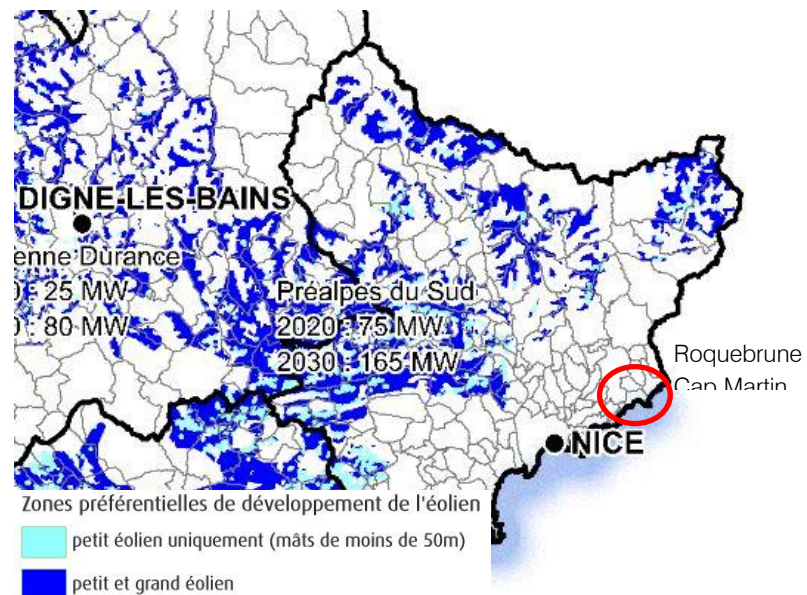 DIGNE-LES-BAINS
enne Durance
0 : 25 MW
0 : 80 MW
Préalpes du Sud
2020 : 75 MW
2030 : 165 MW
Roquebrune
Cap Martin
NICE
Zones préférentielles de développement de l'éolien
petit éolien uniquement (mâts de moins de 50m)
petit et grand éolien